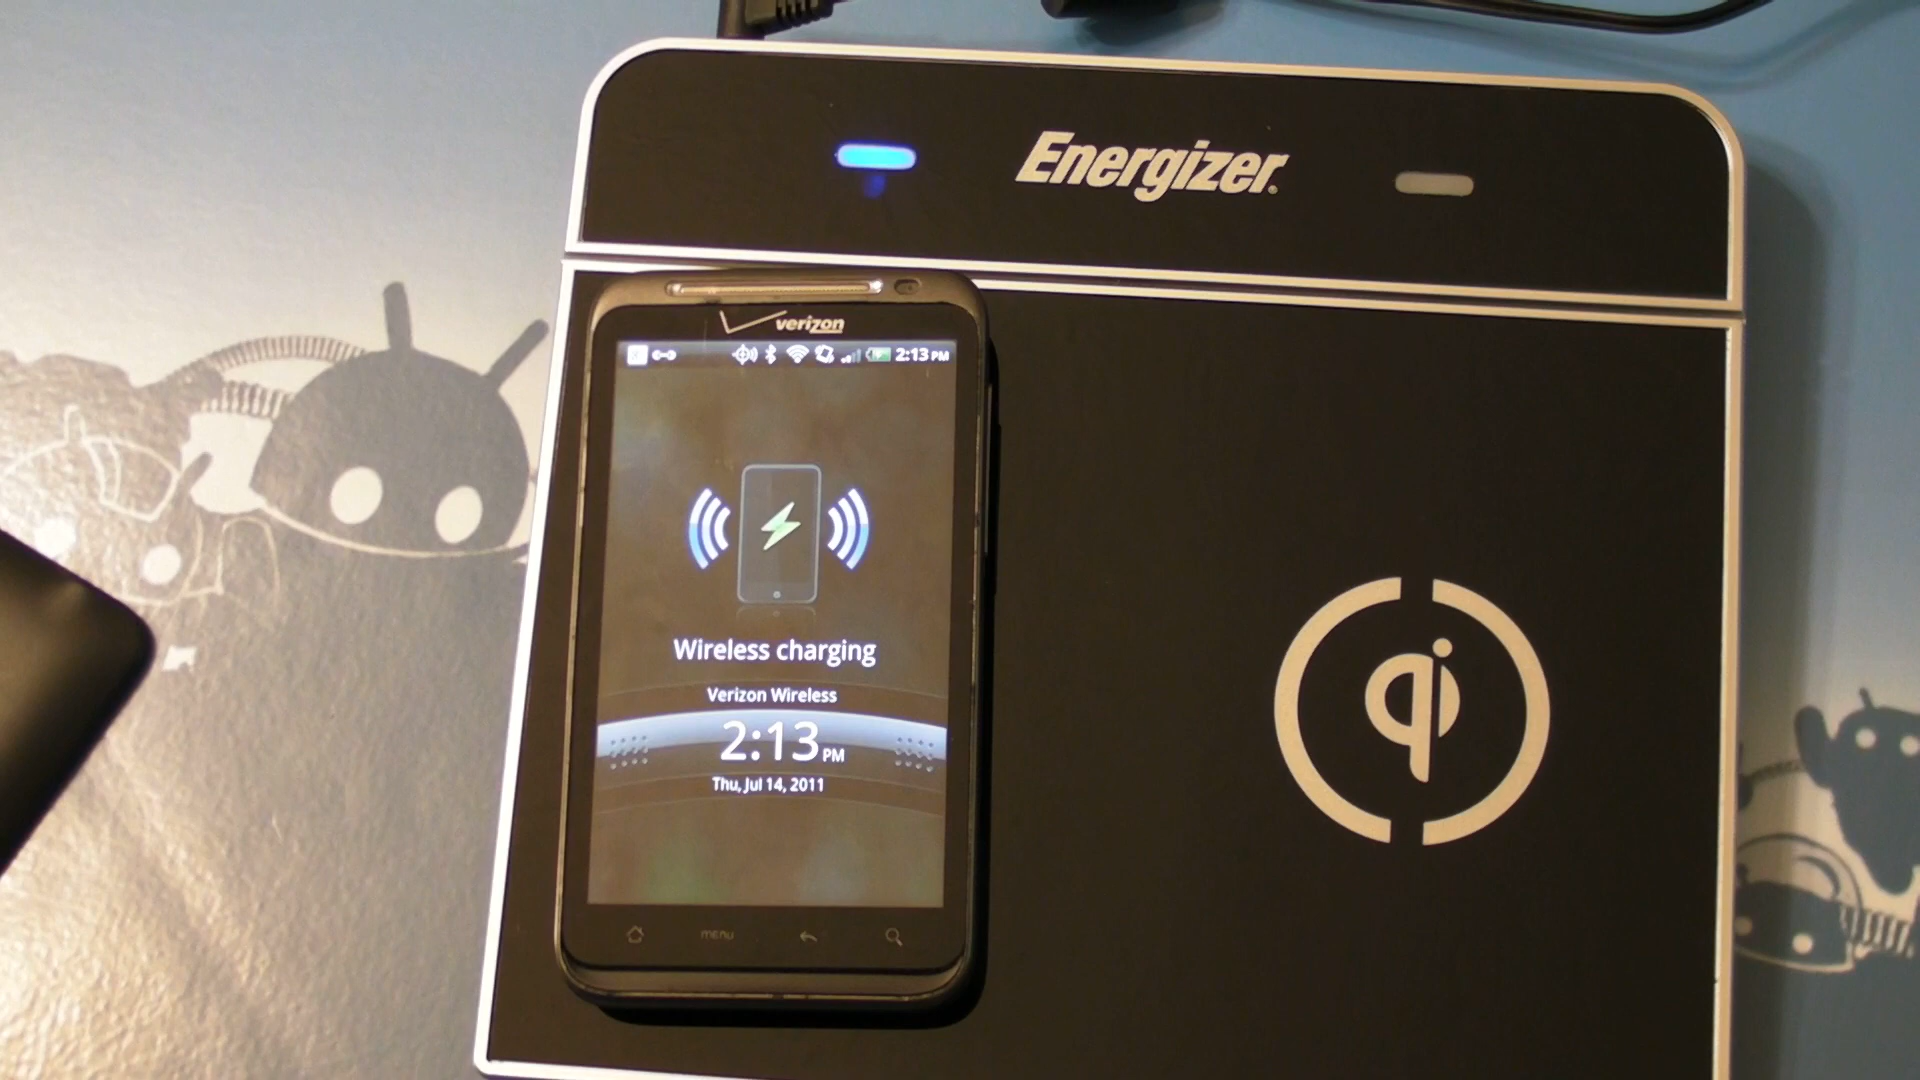 Energizer.
verizon
2:13 PM
Wireless charging
Verizon Wireless
2:13 PM
Thu, Jul 14, 2011
MENU
qi